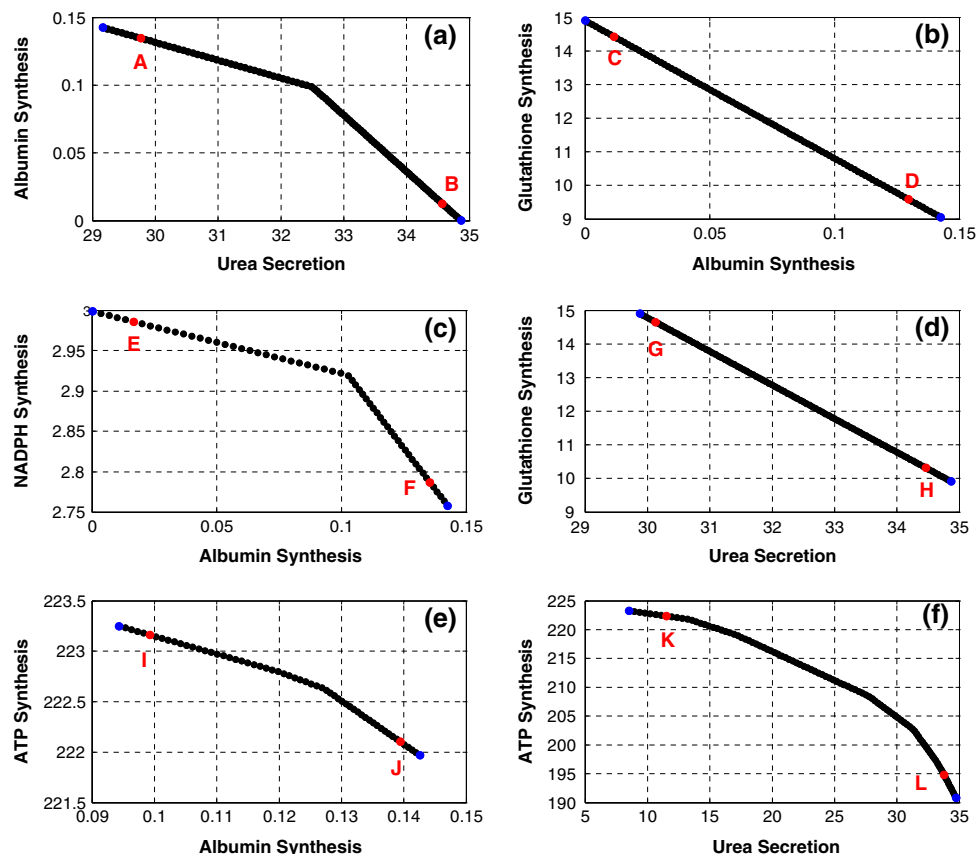 (a)
Albumin Synthesis
0.15
0.1
0.05
0
A
B
29 30 31 32 33 34 35
Urea Secretion
(b)
Glutathione Synthesis
15
14
13
12
11
10
9
C
D
0 0.05 0.1 0.15
Albumin Synthesis
(c)
NADPH Synthesis
3
2.95
2.9
2.85
2.8
2.75
E
F
0 0.05 0.1 0.15
Albumin Synthesis
(d)
Glutathione Synthesis
15
14
13
12
11
10
9
G
H
29 30 31 32 33 34 35
Urea Secretion
(e)
ATP Synthesis
223.5
223
222.5
222
221.5
I
J
0.09 0.1 0.11 0.12 0.13 0.14 0.15
Albumin Synthesis
(f)
ATP Synthesis
225
220
215
210
205
200
195
190
K
L
5 10 15 20 25 30 35
Urea Secretion